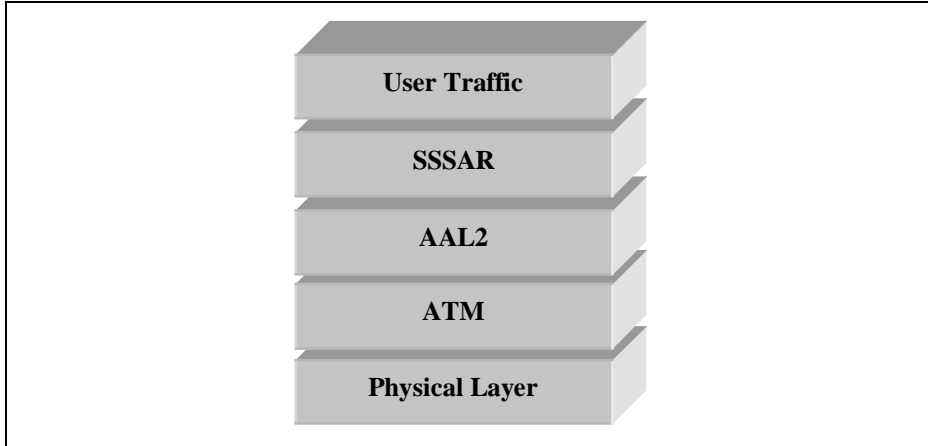 User Traffic
SSSAR
AAL2
ATM
Physical Layer